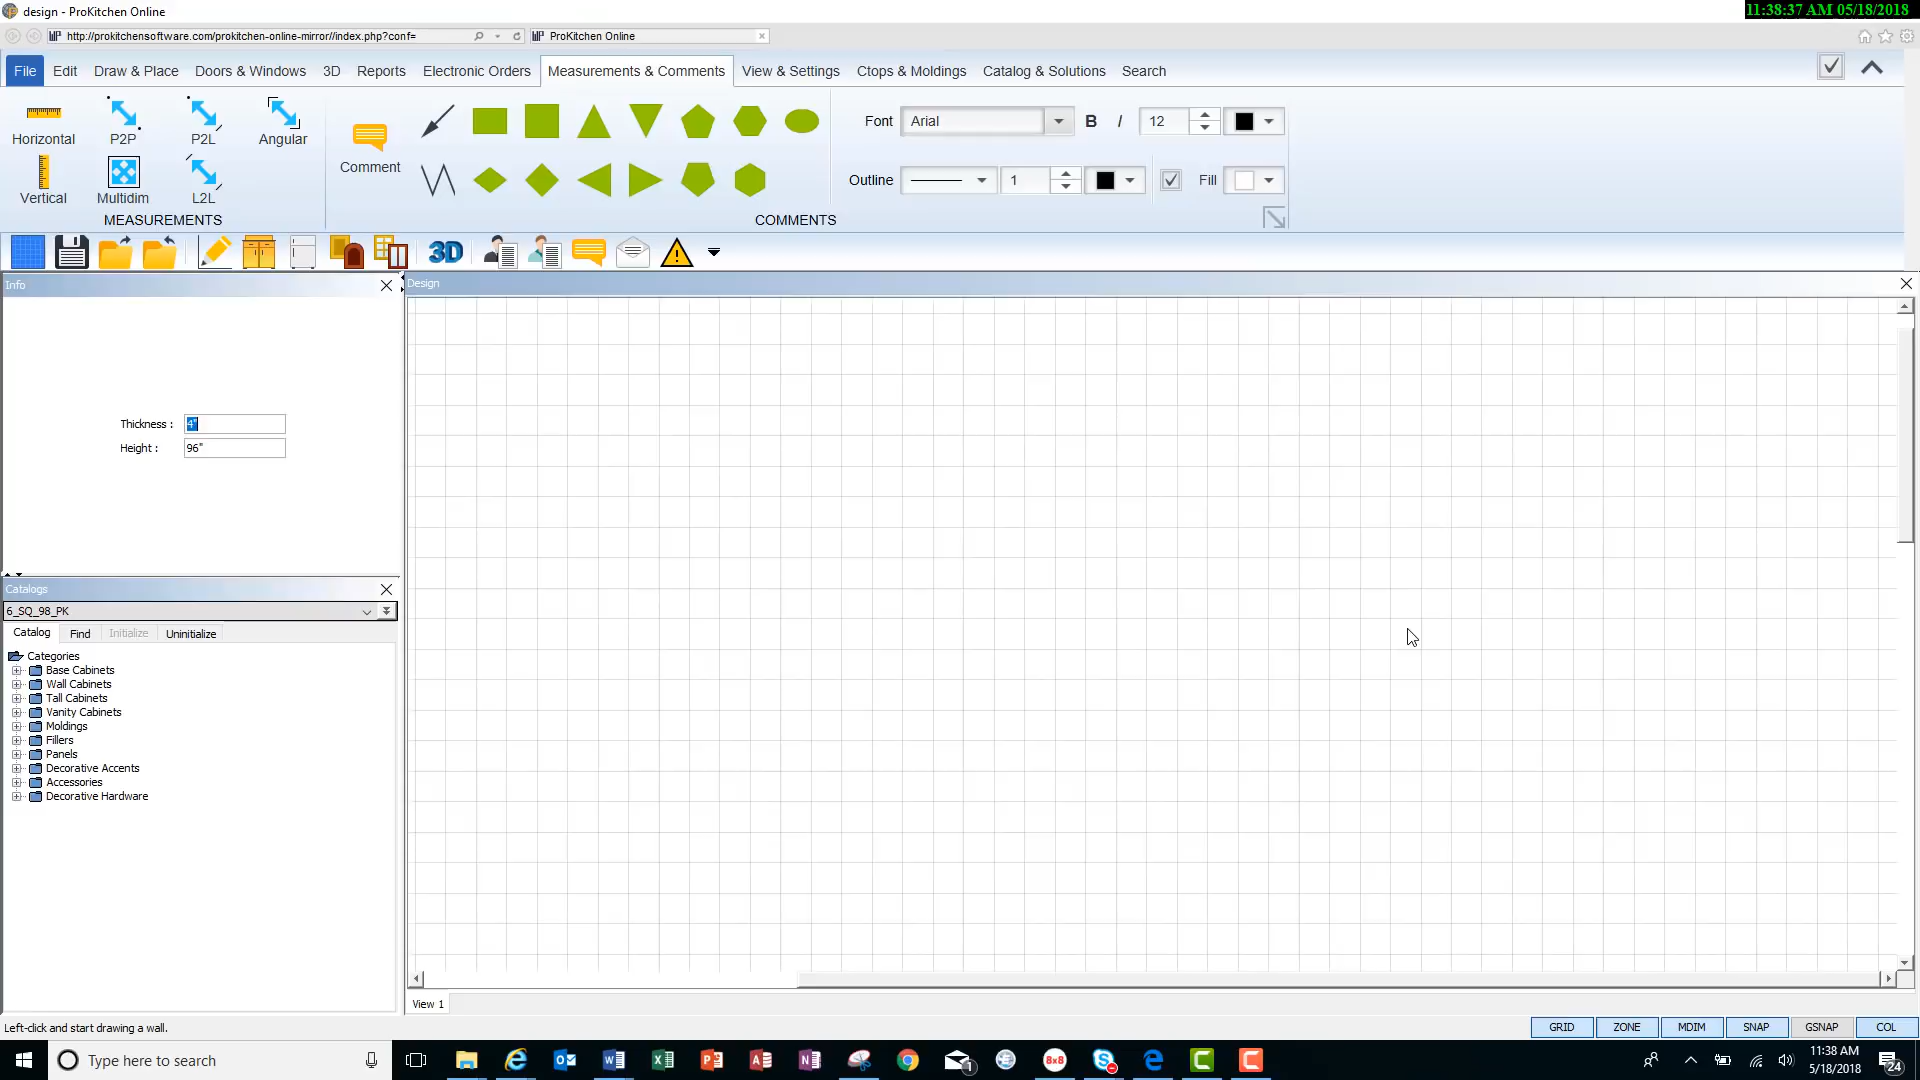 design - ProKitchen Online
11:38:37 AM 05/18/2018
http://prokitchensoftware.com/prokitchen-online-mirror//index.php?conf=
ProKitchen Online
File Edit Draw & Place Doors & Windows 3D Reports Electronic Orders Measurements & Comments View & Settings Ctops & Moldings Catalog & Solutions Search
Horizontal P2P P2L Angular
Vertical Multidim L2L
MEASUREMENTS
Comment
Font Arial B I 12
Outline 1 Fill
COMMENTS
3D
Info
Thickness : 4"
Height : 96"
Catalogs
6_SQ_98_PK
Catalog Find Initialize Uninitialize
Categories
Base Cabinets
Wall Cabinets
Tall Cabinets
Vanity Cabinets
Moldings
Fillers
Panels
Decorative Accents
Accessories
Decorative Hardware
Design
View 1
Left-click and start drawing a wall.
GRID ZONE MDIM SNAP GSNAP COL
Type here to search
8x8
1
11:38 AM
5/18/2018
24